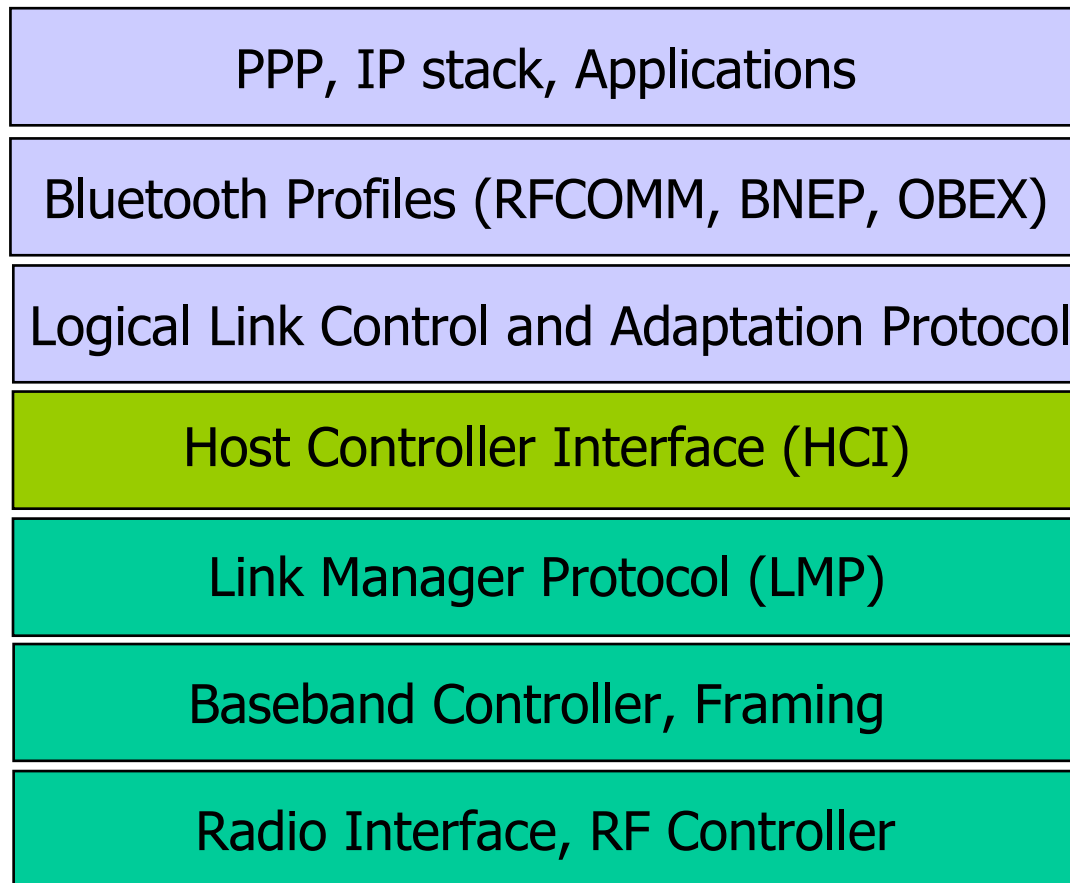 PPP, IP stack, Applications
Bluetooth Profiles (RFCOMM, BNEP, OBEX)
Logical Link Control and Adaptation Protocol
Host Controller Interface (HCI)
Link Manager Protocol (LMP)
Baseband Controller, Framing
Radio Interface, RF Controller